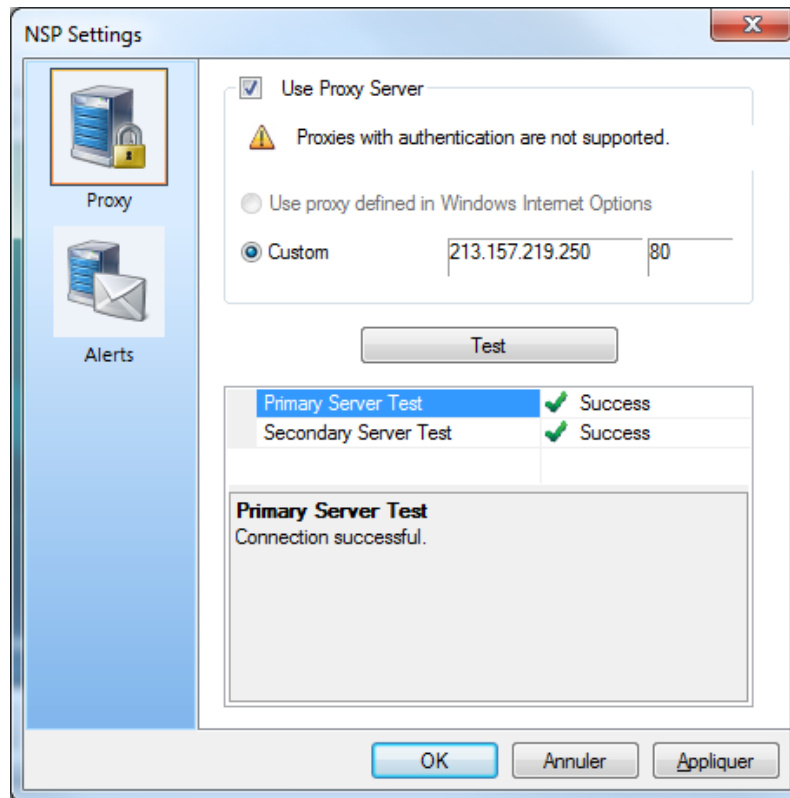 NSP Settings
Proxy
Alerts
Use Proxy Server
Proxies with authentication are not supported.
Use proxy defined in Windows Internet Options
Custom 213.157.219.250 80
Test
Primary Server Test Success
Secondary Server Test Success
Primary Server Test
Connection successful.
OK Annuler Appliquer